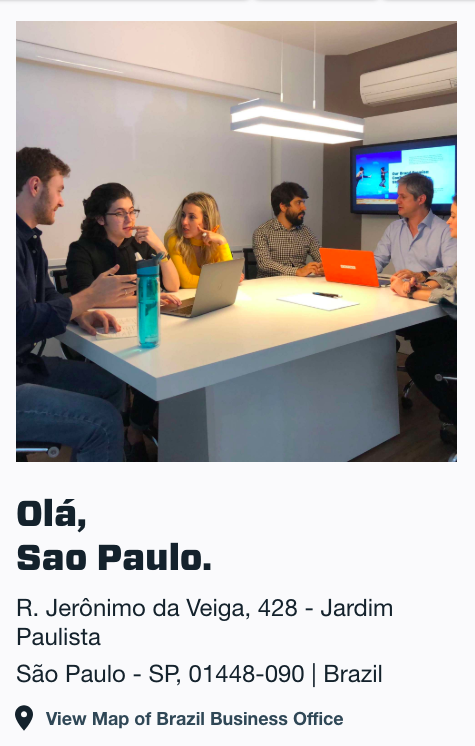 Olá,
Sao Paulo.
R. Jerônimo da Veiga, 428 - Jardim
Paulista
São Paulo - SP, 01448-090 | Brazil
View Map of Brazil Business Office